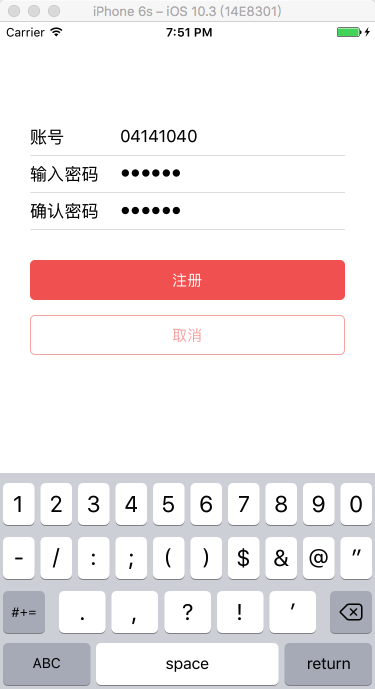 iPhone 6s – iOS 10.3 (14E8301)
Carrier 7:51 PM
账号 04141040
输入密码 ••••••
确认密码 ••••••
注册
取消
1 2 3 4 5 6 7 8 9 0
- / : ; ( ) $ & @ "
#+= . , ? ! ’
ABC space return